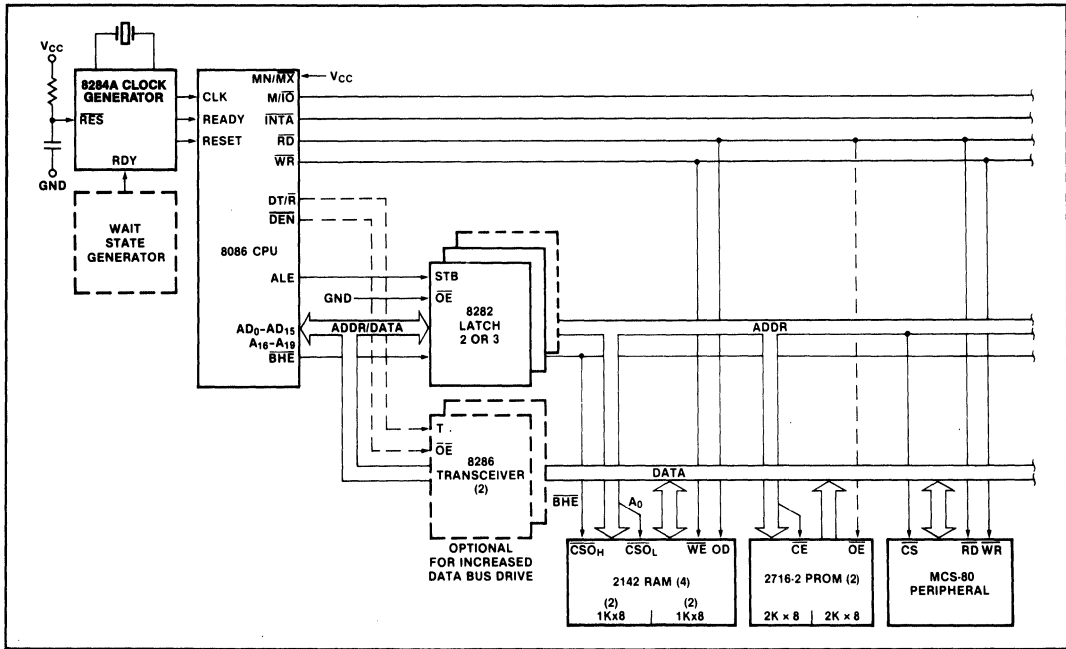 VCC
8284A CLOCK
GENERATOR
RES
RDY
GND
WAIT
STATE
GENERATOR
CLK
READY
RESET
MN/MX
VCC
M/IO
INTA
RD
WR
DT/R
DEN
8086 CPU
ALE
AD0-AD15
A16-A19
BHE
ADDR/DATA
GND
STB
OE
8282
LATCH
2 OR 3
ADDR
T
OE
8286
TRANSCEIVER
(2)
OPTIONAL
FOR INCREASED
DATA BUS DRIVE
DATA
BHE
A0
CSOH
CSOL
WE
OD
2142 RAM (4)
(2)
1Kx8
(2)
1Kx8
CE
OE
2716-2 PROM (2)
2K × 8
2K × 8
CS
RD
WR
MCS-80
PERIPHERAL